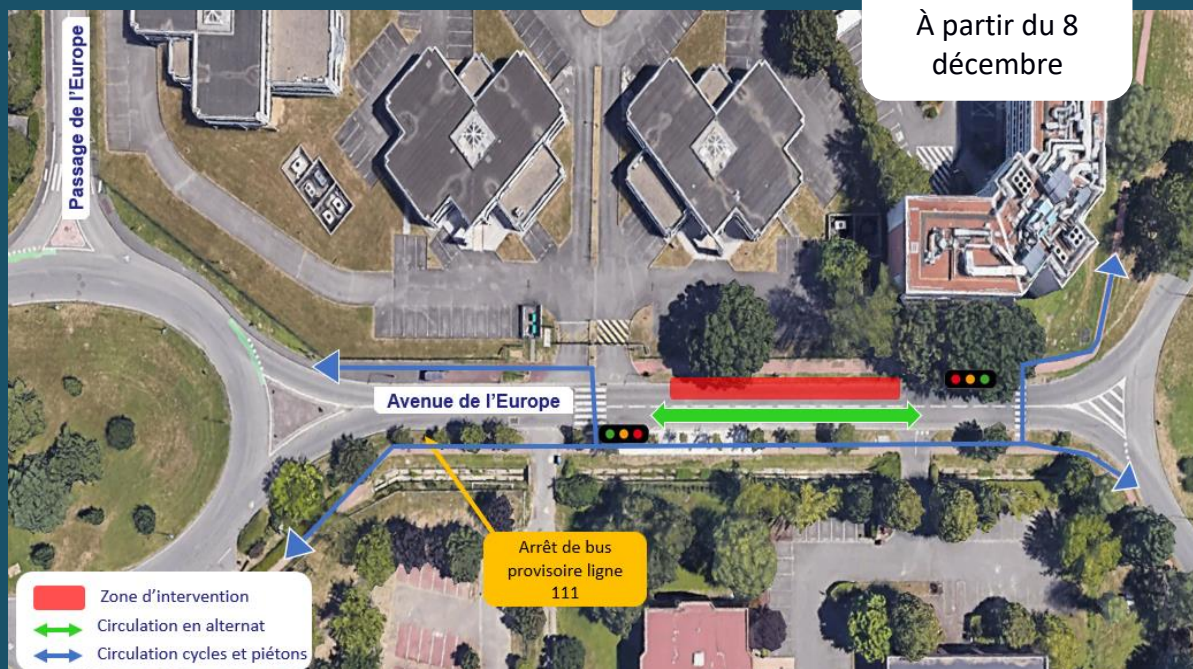 À partir du 8
décembre
Passage de l'Europe
Avenue de l'Europe
Arrêt de bus
provisoire ligne
111
Zone d'intervention
Circulation en alternat
Circulation cycles et piétons